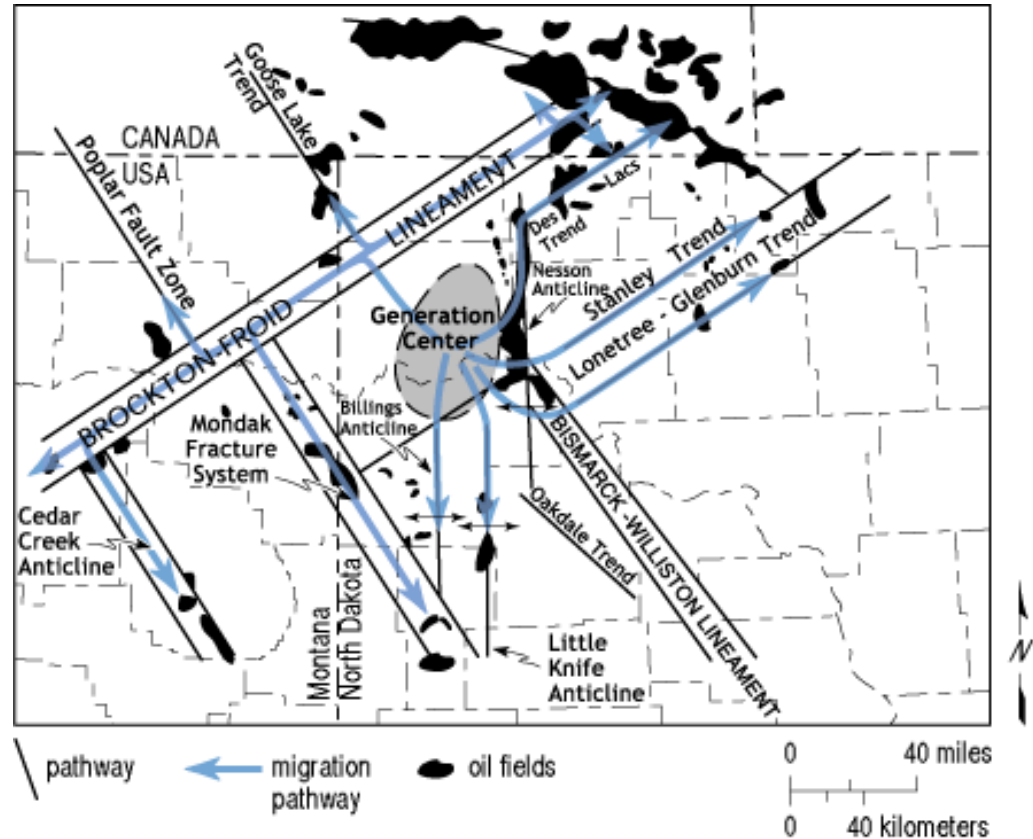 Goose Lake
Trend
CANADA
USA
Poplar Fault Zone
LINEAMENT
Lacs
Des
Trend
Nesson
Anticline
Stanley Trend
Lonetree - Glenburn Trend
Generation
Center
BROCKTON-FROID
Billings
Anticline
Mondak
Fracture
System
BISMARCK-WILLISTON LINEAMENT
Oakdale Trend
Cedar
Creek
Anticline
Montana
North Dakota
Little
Knife
Anticline
N
pathway
migration
pathway
oil fields
0 40 miles
0 40 kilometers